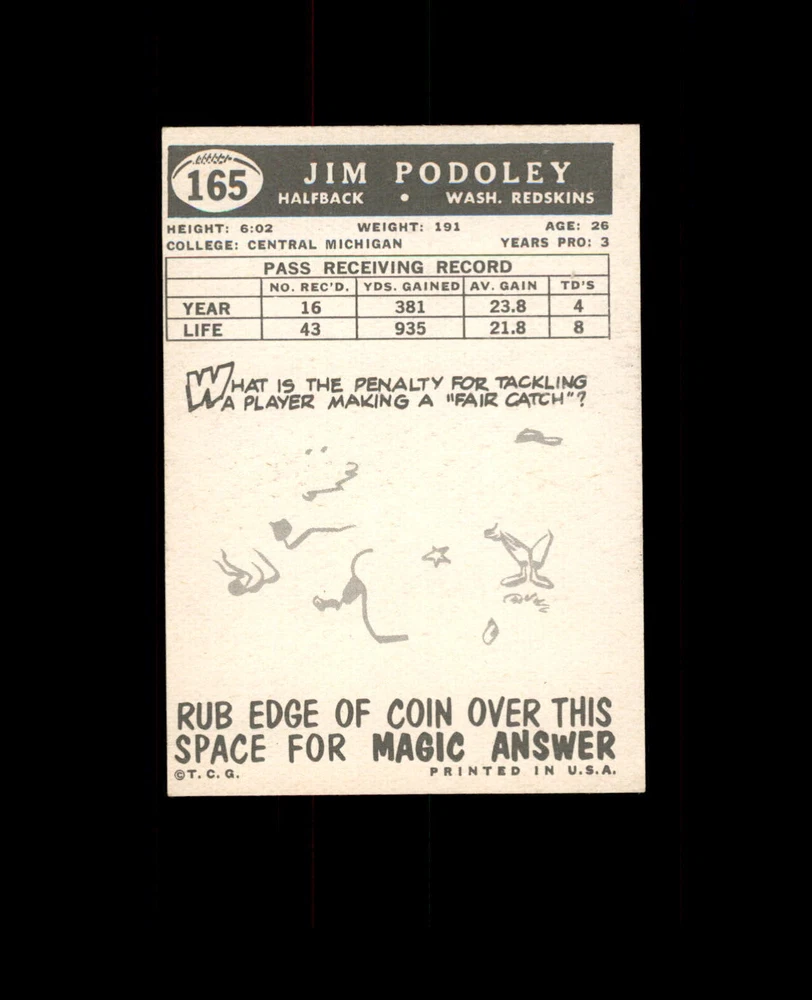 165
JIM PODOLEY
HALFBACK • WASH. REDSKINS
HEIGHT: 6:02 WEIGHT: 191 AGE: 26
COLLEGE: CENTRAL MICHIGAN YEARS PRO: 3
PASS RECEIVING RECORD
NO. REC'D. YDS. GAINED AV. GAIN TD'S
YEAR 16 381 23.8 4
LIFE 43 935 21.8 8
WHAT IS THE PENALTY FOR TACKLING
A PLAYER MAKING A "FAIR CATCH"?
RUB EDGE OF COIN OVER THIS
SPACE FOR MAGIC ANSWER
©T.C.G. PRINTED IN U.S.A.